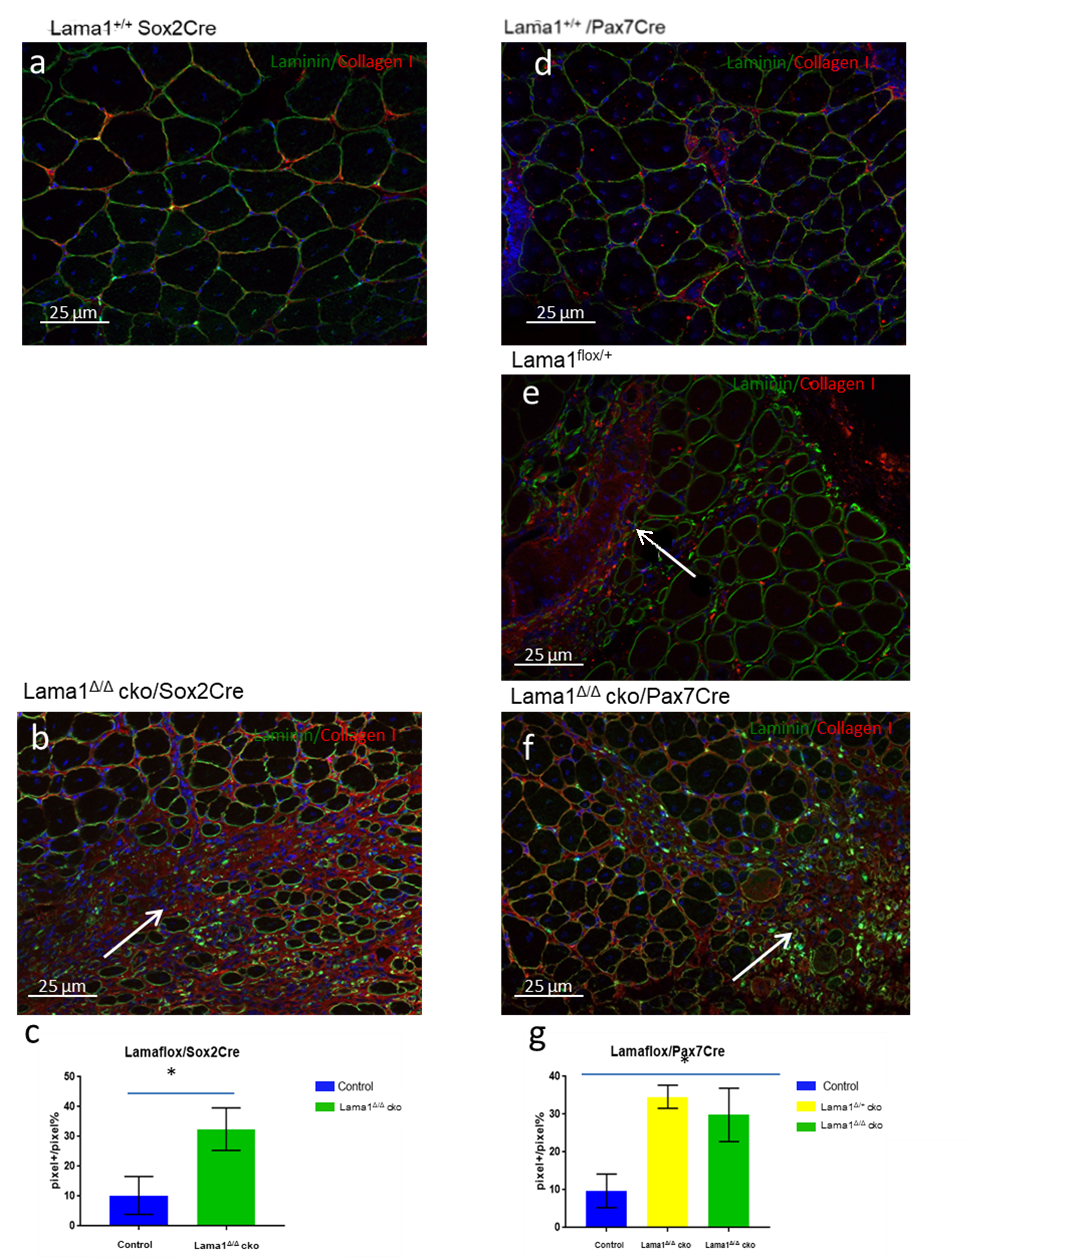 Lama1+/+ Sox2Cre
a
Laminin/Collagen I
25 µm
Lama1+/+ /Pax7Cre
d
Laminin/Collagen I
25 µm
Lama1flox/+
e
Laminin/Collagen I
25 µm
Lama1Δ/Δ cko/Sox2Cre
b
Laminin/Collagen I
25 µm
Lama1Δ/Δ cko/Pax7Cre
f
Laminin/Collagen I
25 µm
c
Lamaflox/Sox2Cre
*
pixel+/pixel%
50
40
30
20
10
0
Control
Lama1Δ/Δ cko
Control
Lama1Δ/Δ cko
g
Lamaflox/Pax7Cre
*
pixel+/pixel%
40
30
20
10
0
Control
Lama1Δ/+ cko
Lama1Δ/Δ cko
Control
Lama1Δ/Δ cko
Lama1Δ/Δ cko